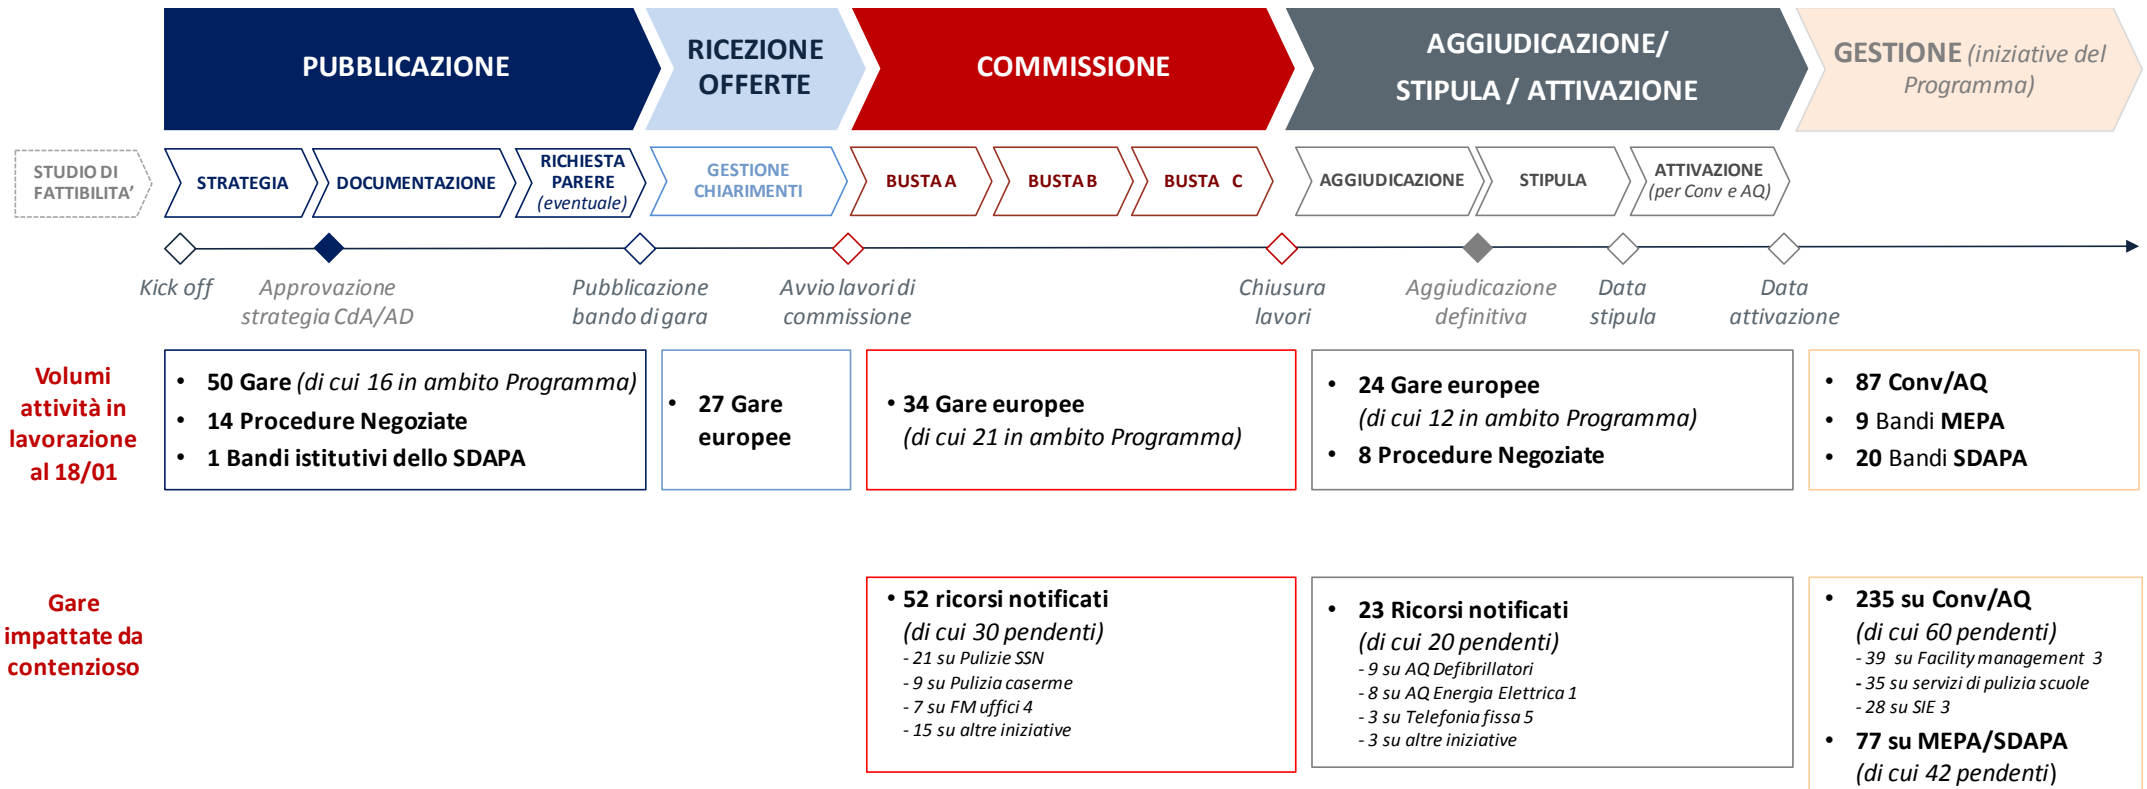 PUBBLICAZIONE
RICEZIONE
OFFERTE
COMMISSIONE
AGGIUDICAZIONE/
STIPULA / ATTIVAZIONE
GESTIONE (iniziative del
Programma)
STUDIO DI
FATTIBILITA’
STRATEGIA
DOCUMENTAZIONE
RICHIESTA
PARERE
(eventuale)
GESTIONE
CHIARIMENTI
BUSTA A
BUSTA B
BUSTA C
AGGIUDICAZIONE
STIPULA
ATTIVAZIONE
(per Conv e AQ)
Kick off
Approvazione
strategia CdA/AD
Pubblicazione
bando di gara
Avvio lavori di
commissione
Chiusura
lavori
Aggiudicazione
definitiva
Data
stipula
Data
attivazione
Volumi
attività in
lavorazione
al 18/01
• 50 Gare (di cui 16 in ambito Programma)
• 14 Procedure Negoziate
• 1 Bandi istitutivi dello SDAPA
• 27 Gare
europee
• 34 Gare europee
(di cui 21 in ambito Programma)
• 24 Gare europee
(di cui 12 in ambito Programma)
• 8 Procedure Negoziate
• 87 Conv/AQ
• 9 Bandi MEPA
• 20 Bandi SDAPA
Gare
impattate da
contenzioso
• 52 ricorsi notificati
(di cui 30 pendenti)
- 21 su Pulizie SSN
- 9 su Pulizia caserme
- 7 su FM uffici 4
- 15 su altre iniziative
• 23 Ricorsi notificati
(di cui 20 pendenti)
- 9 su AQ Defibrillatori
- 8 su AQ Energia Elettrica 1
- 3 su Telefonia fissa 5
- 3 su altre iniziative
• 235 su Conv/AQ
(di cui 60 pendenti)
- 39 su Facility management 3
- 35 su servizi di pulizia scuole
- 28 su SIE 3
• 77 su MEPA/SDAPA
(di cui 42 pendenti)